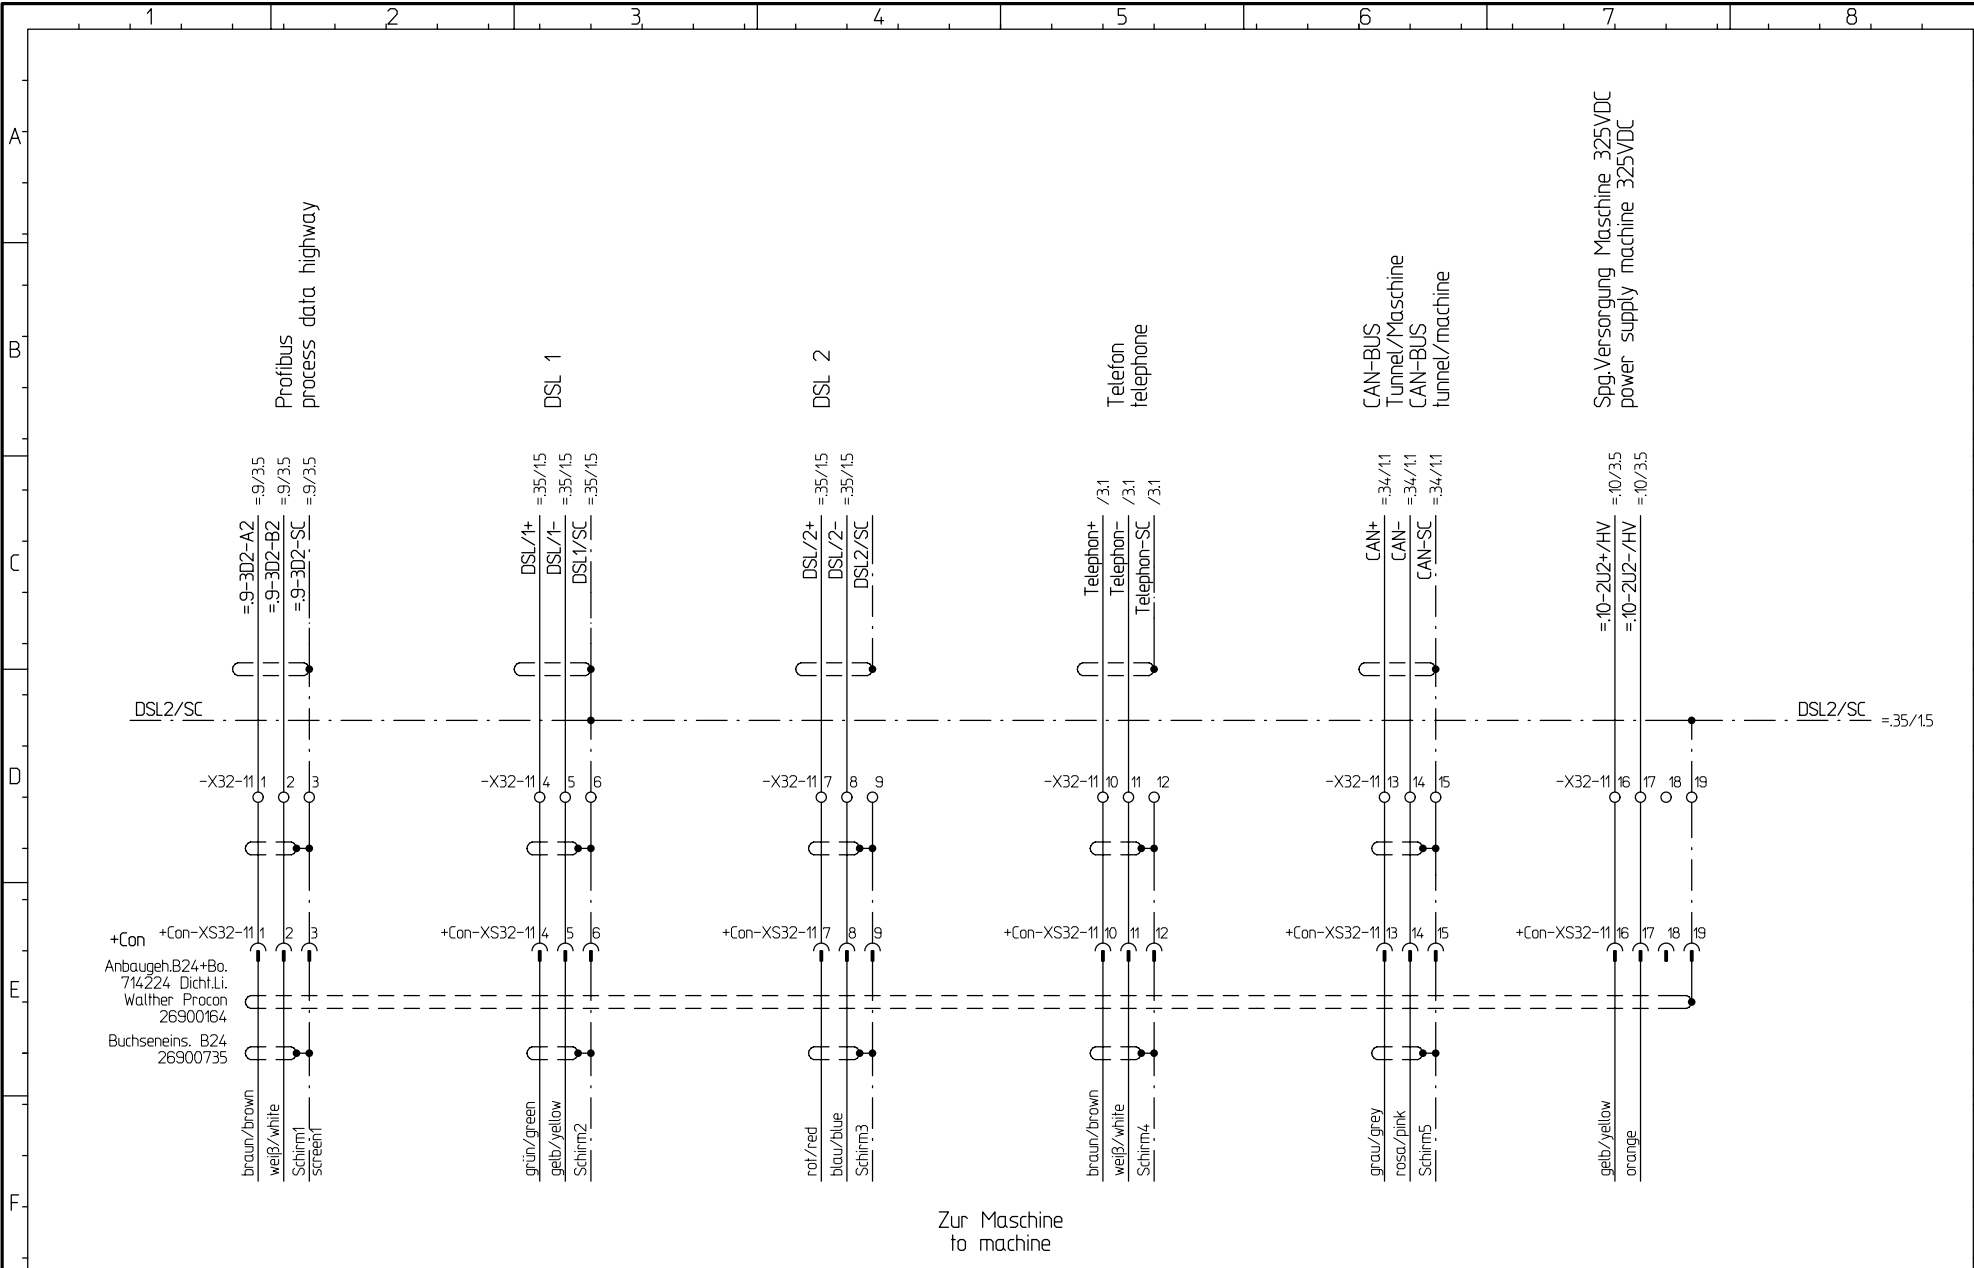 1 2 3 4 5 6 7 8
A
B
C
D
E
F
Profibus
process data highway
DSL 1
DSL 2
Telefon
telephone
CAN-BUS
Tunnel/Maschine
CAN-BUS
tunnel/machine
Spg.Versorgung Maschine 325VDC
power supply machine 325VDC
=.9-3D2-A2 =.9/3.5
=.9-3D2-B2 =.9/3.5
=.9-3D2-SC =.9/3.5
DSL/1+ =.35/1.5
DSL/1- =.35/1.5
DSL1/SC =.35/1.5
DSL/2+ =.35/1.5
DSL/2- =.35/1.5
DSL2/SC
Telephon+ /3.1
Telephon- /3.1
Telephon-SC /3.1
CAN+ =.34/1.1
CAN- =.34/1.1
CAN-SC =.34/1.1
=.10-2U2+/HV =.10/3.5
=.10-2U2-/HV =.10/3.5
DSL2/SC
DSL2/SC =.35/1.5
-X32-11 1 2 3
-X32-11 4 5 6
-X32-11 7 8 9
-X32-11 10 11 12
-X32-11 13 14 15
-X32-11 16 17 18 19
+Con
+Con-XS32-11 1 2 3
+Con-XS32-11 4 5 6
+Con-XS32-11 7 8 9
+Con-XS32-11 10 11 12
+Con-XS32-11 13 14 15
+Con-XS32-11 16 17 18 19
Anbaugeh.B24+Bo.
714224 Dicht.Li.
Walther Procon
26900164
Buchseneins. B24
26900735
braun/brown
weiß/white
Schirm1
screen1
grün/green
gelb/yellow
Schirm2
rot/red
blau/blue
Schirm3
braun/brown
weiß/white
Schirm4
grau/grey
rosa/pink
Schirm5
gelb/yellow
orange
Zur Maschine
to machine